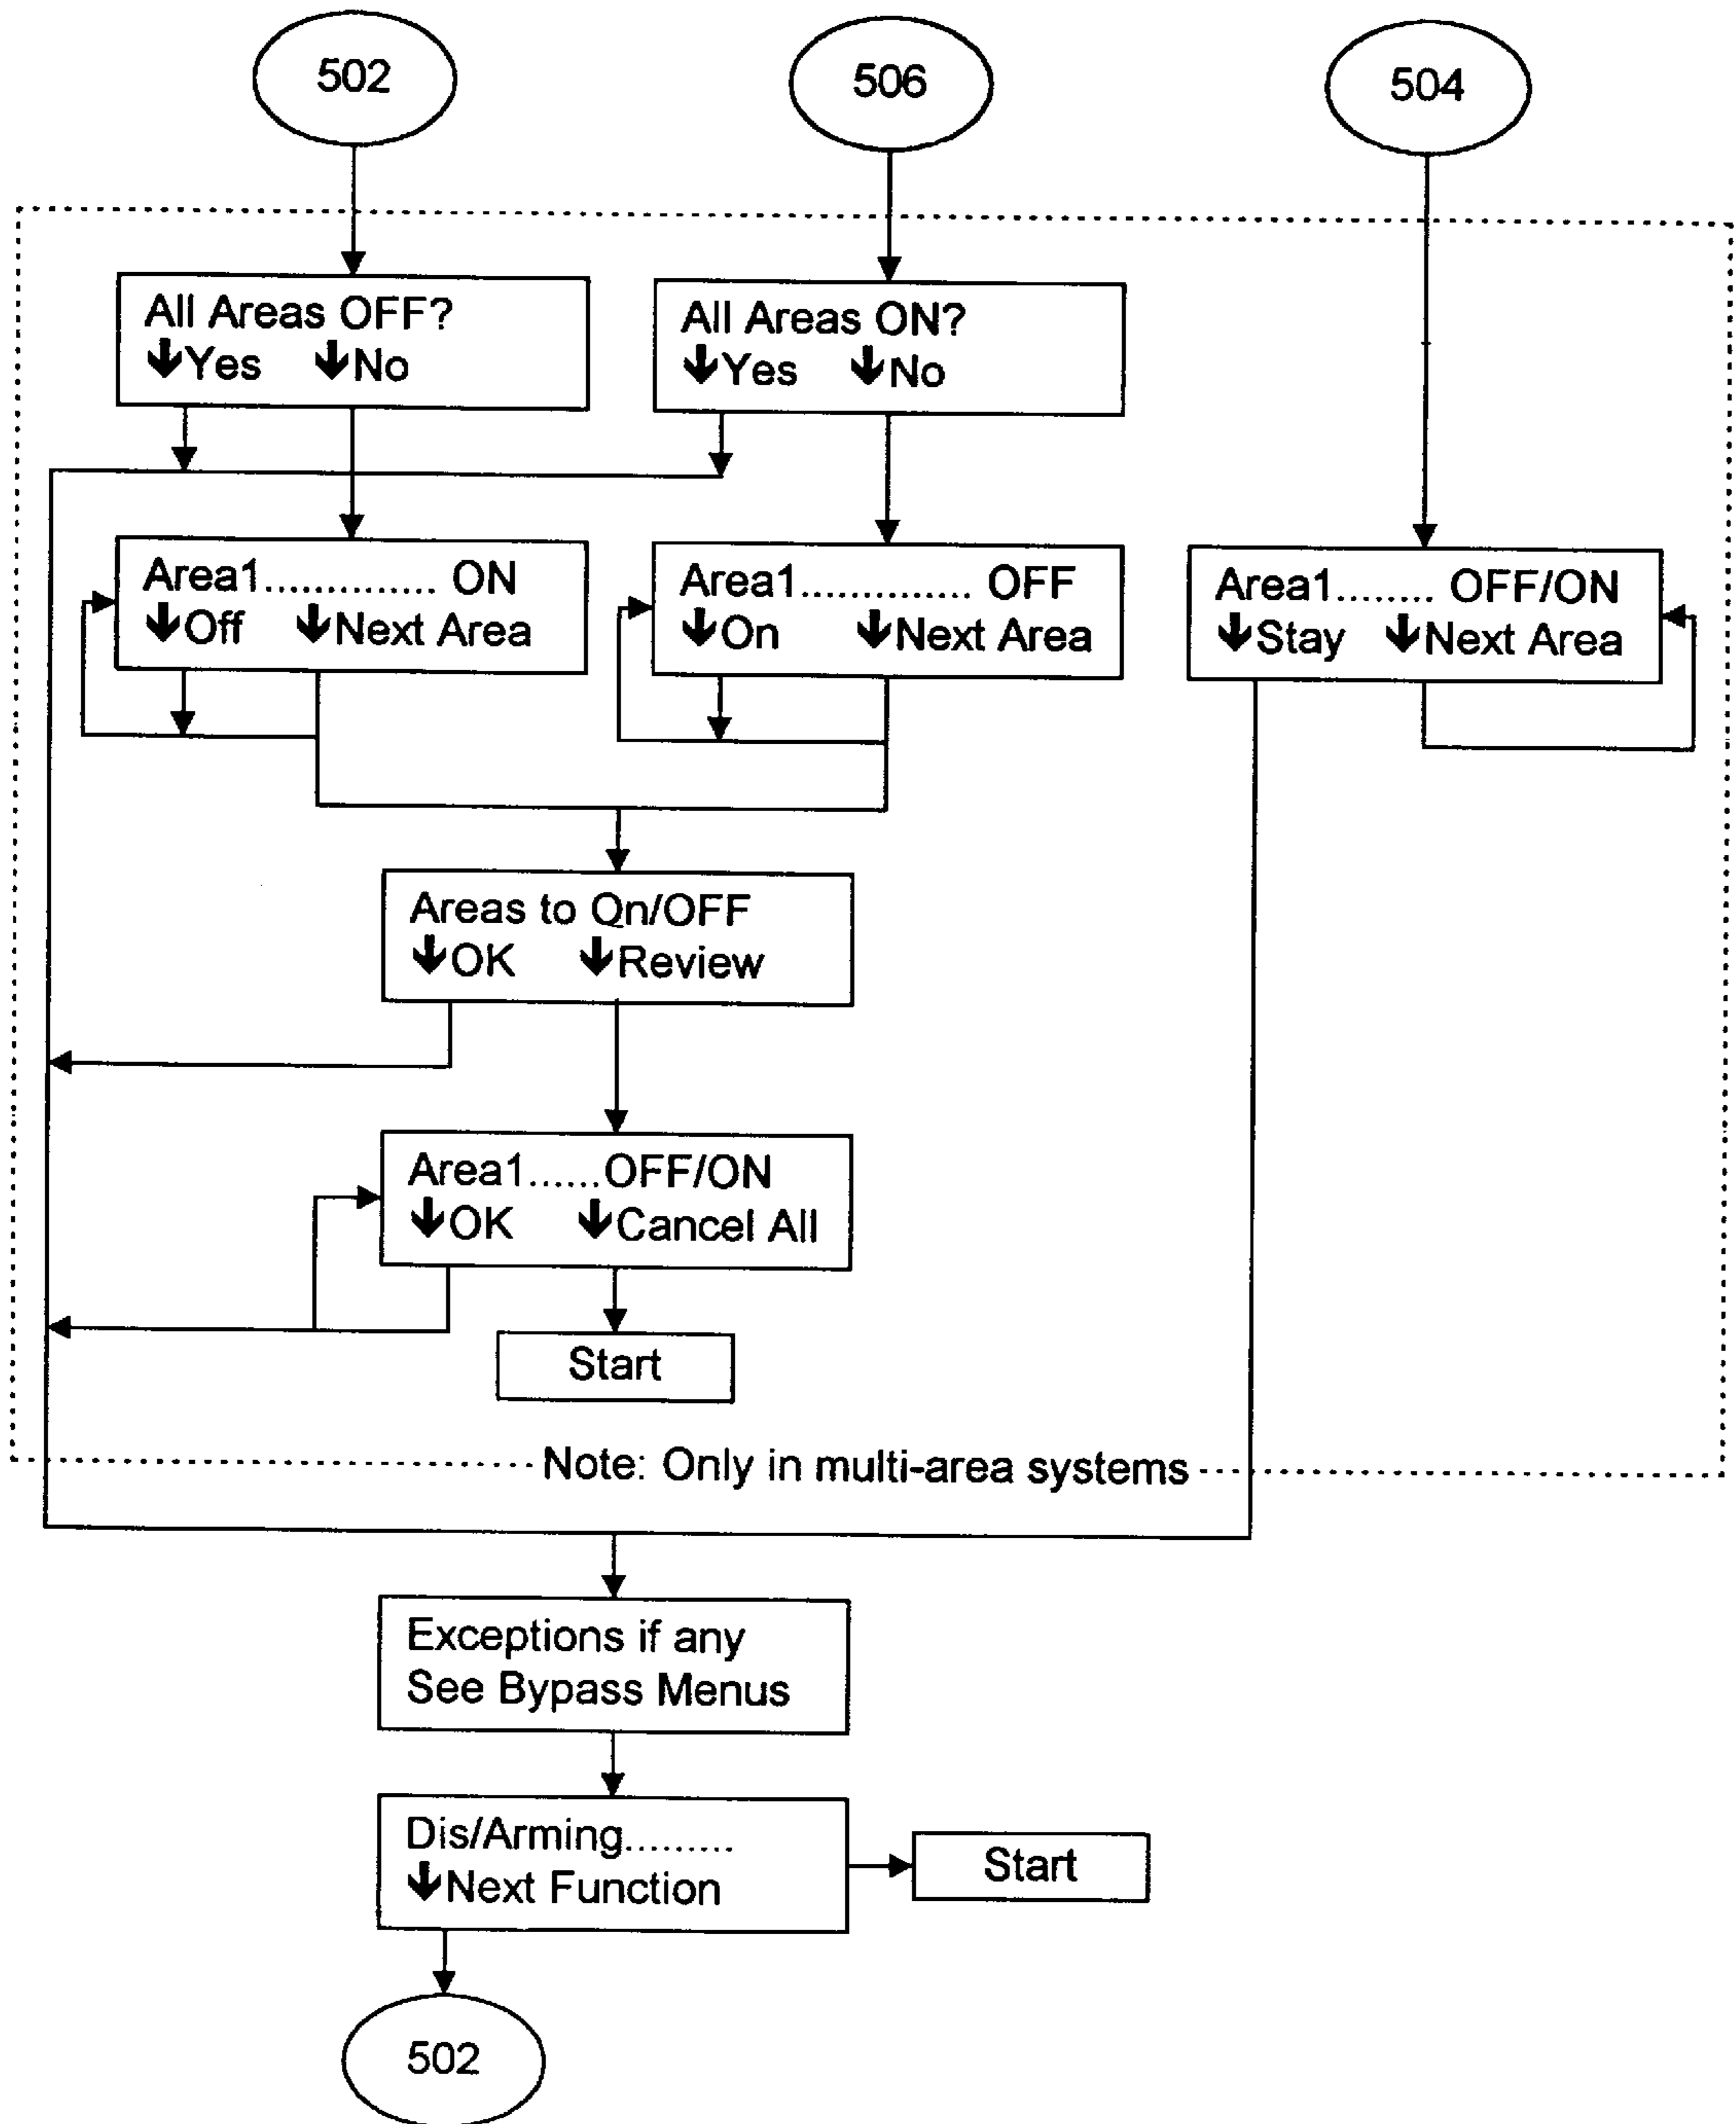 502
506
504
All Areas OFF?
↓Yes ↓No
All Areas ON?
↓Yes ↓No
Area1.............. ON
↓Off ↓Next Area
Area1.............. OFF
↓On ↓Next Area
Area1........ OFF/ON
↓Stay ↓Next Area
Areas to Qn/OFF
↓OK ↓Review
Area1......OFF/ON
↓OK ↓Cancel All
Start
Note: Only in multi-area systems
Exceptions if any
See Bypass Menus
Dis/Arming.........
↓Next Function
Start
502